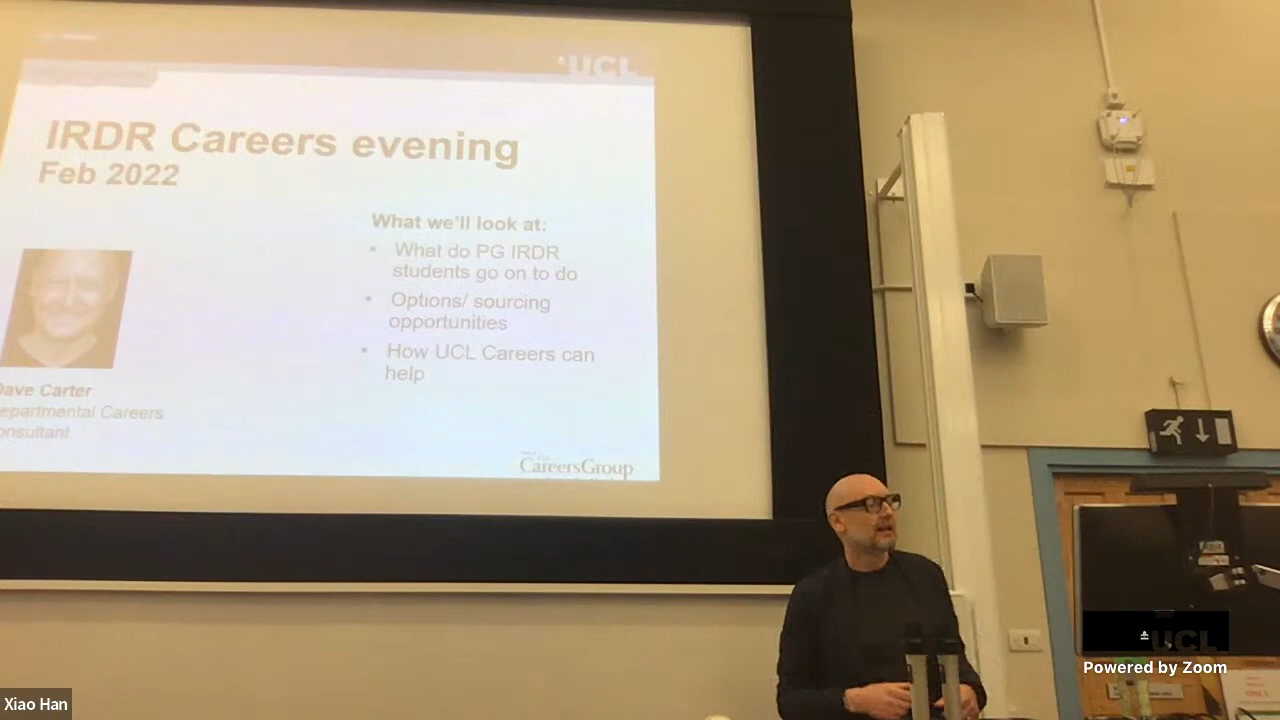 UCL
IRDR Careers evening
Feb 2022
What we'll look at:
• What do PG IRDR
students go on to do
• Options/ sourcing
opportunities
• How UCL Careers can
help
Dave Carter
epartmental Careers
onsultant
CareersGroup
UCL
Powered by Zoom
Xiao Han